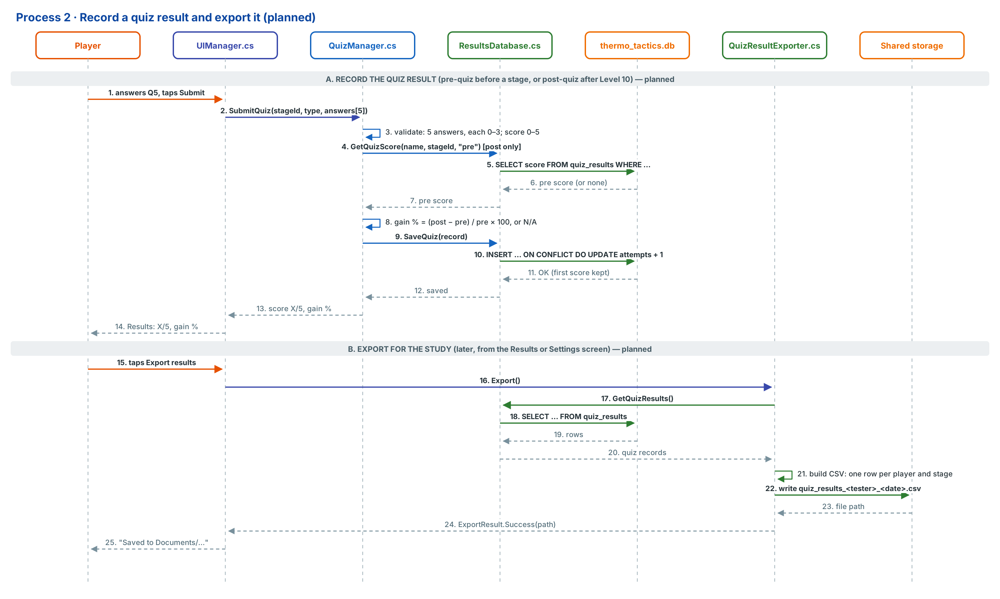 Process 2 · Record a quiz result and export it (planned)
Player
UIManager.cs
QuizManager.cs
ResultsDatabase.cs
thermo_tactics.db
QuizResultExporter.cs
Shared storage
A. RECORD THE QUIZ RESULT (pre-quiz before a stage, or post-quiz after Level 10) — planned
1. answers Q5, taps Submit
2. SubmitQuiz(stageId, type, answers[5])
3. validate: 5 answers, each 0–3; score 0–5
4. GetQuizScore(name, stageId, "pre") [post only]
5. SELECT score FROM quiz_results WHERE ...
6. pre score (or none)
7. pre score
8. gain % = (post − pre) / pre × 100, or N/A
9. SaveQuiz(record)
10. INSERT ... ON CONFLICT DO UPDATE attempts + 1
11. OK (first score kept)
12. saved
13. score X/5, gain %
14. Results: X/5, gain %
B. EXPORT FOR THE STUDY (later, from the Results or Settings screen) — planned
15. taps Export results
16. Export()
17. GetQuizResults()
18. SELECT ... FROM quiz_results
19. rows
20. quiz records
21. build CSV: one row per player and stage
22. write quiz_results_<tester>_<date>.csv
23. file path
24. ExportResult.Success(path)
25. "Saved to Documents/..."